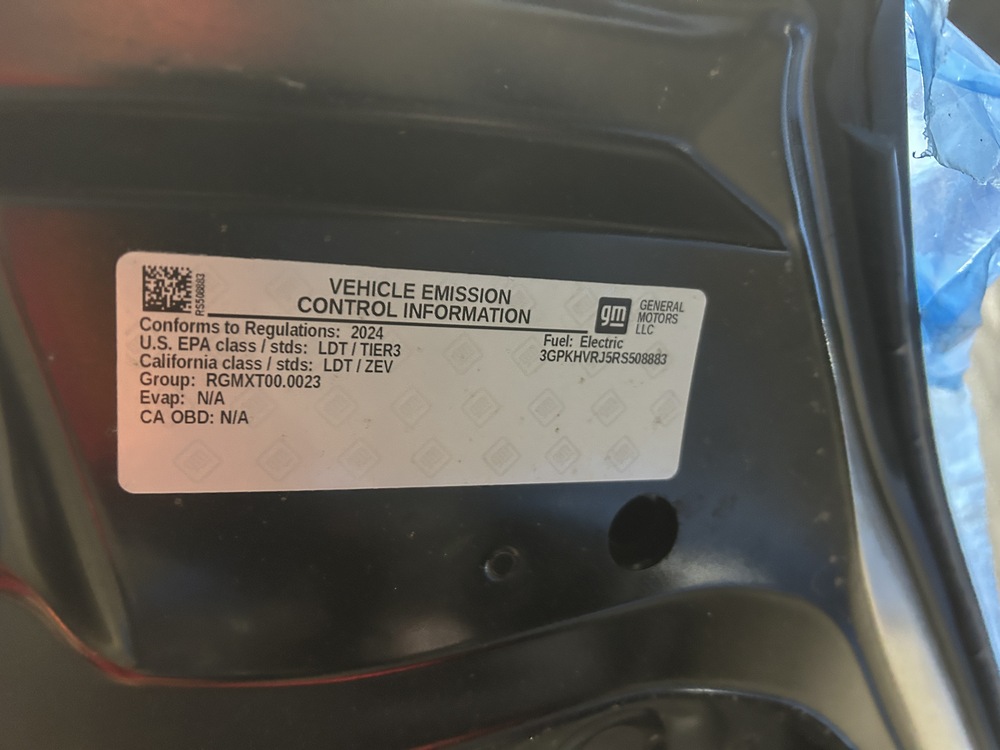 RS508883
VEHICLE EMISSION
CONTROL INFORMATION
gm
GENERAL
MOTORS
LLC
Conforms to Regulations: 2024
U.S. EPA class / stds: LDT / TIER3
California class / stds: LDT / ZEV
Group: RGMXT00.0023
Evap: N/A
CA OBD: N/A
Fuel: Electric
3GPKHVRJ5RS508883